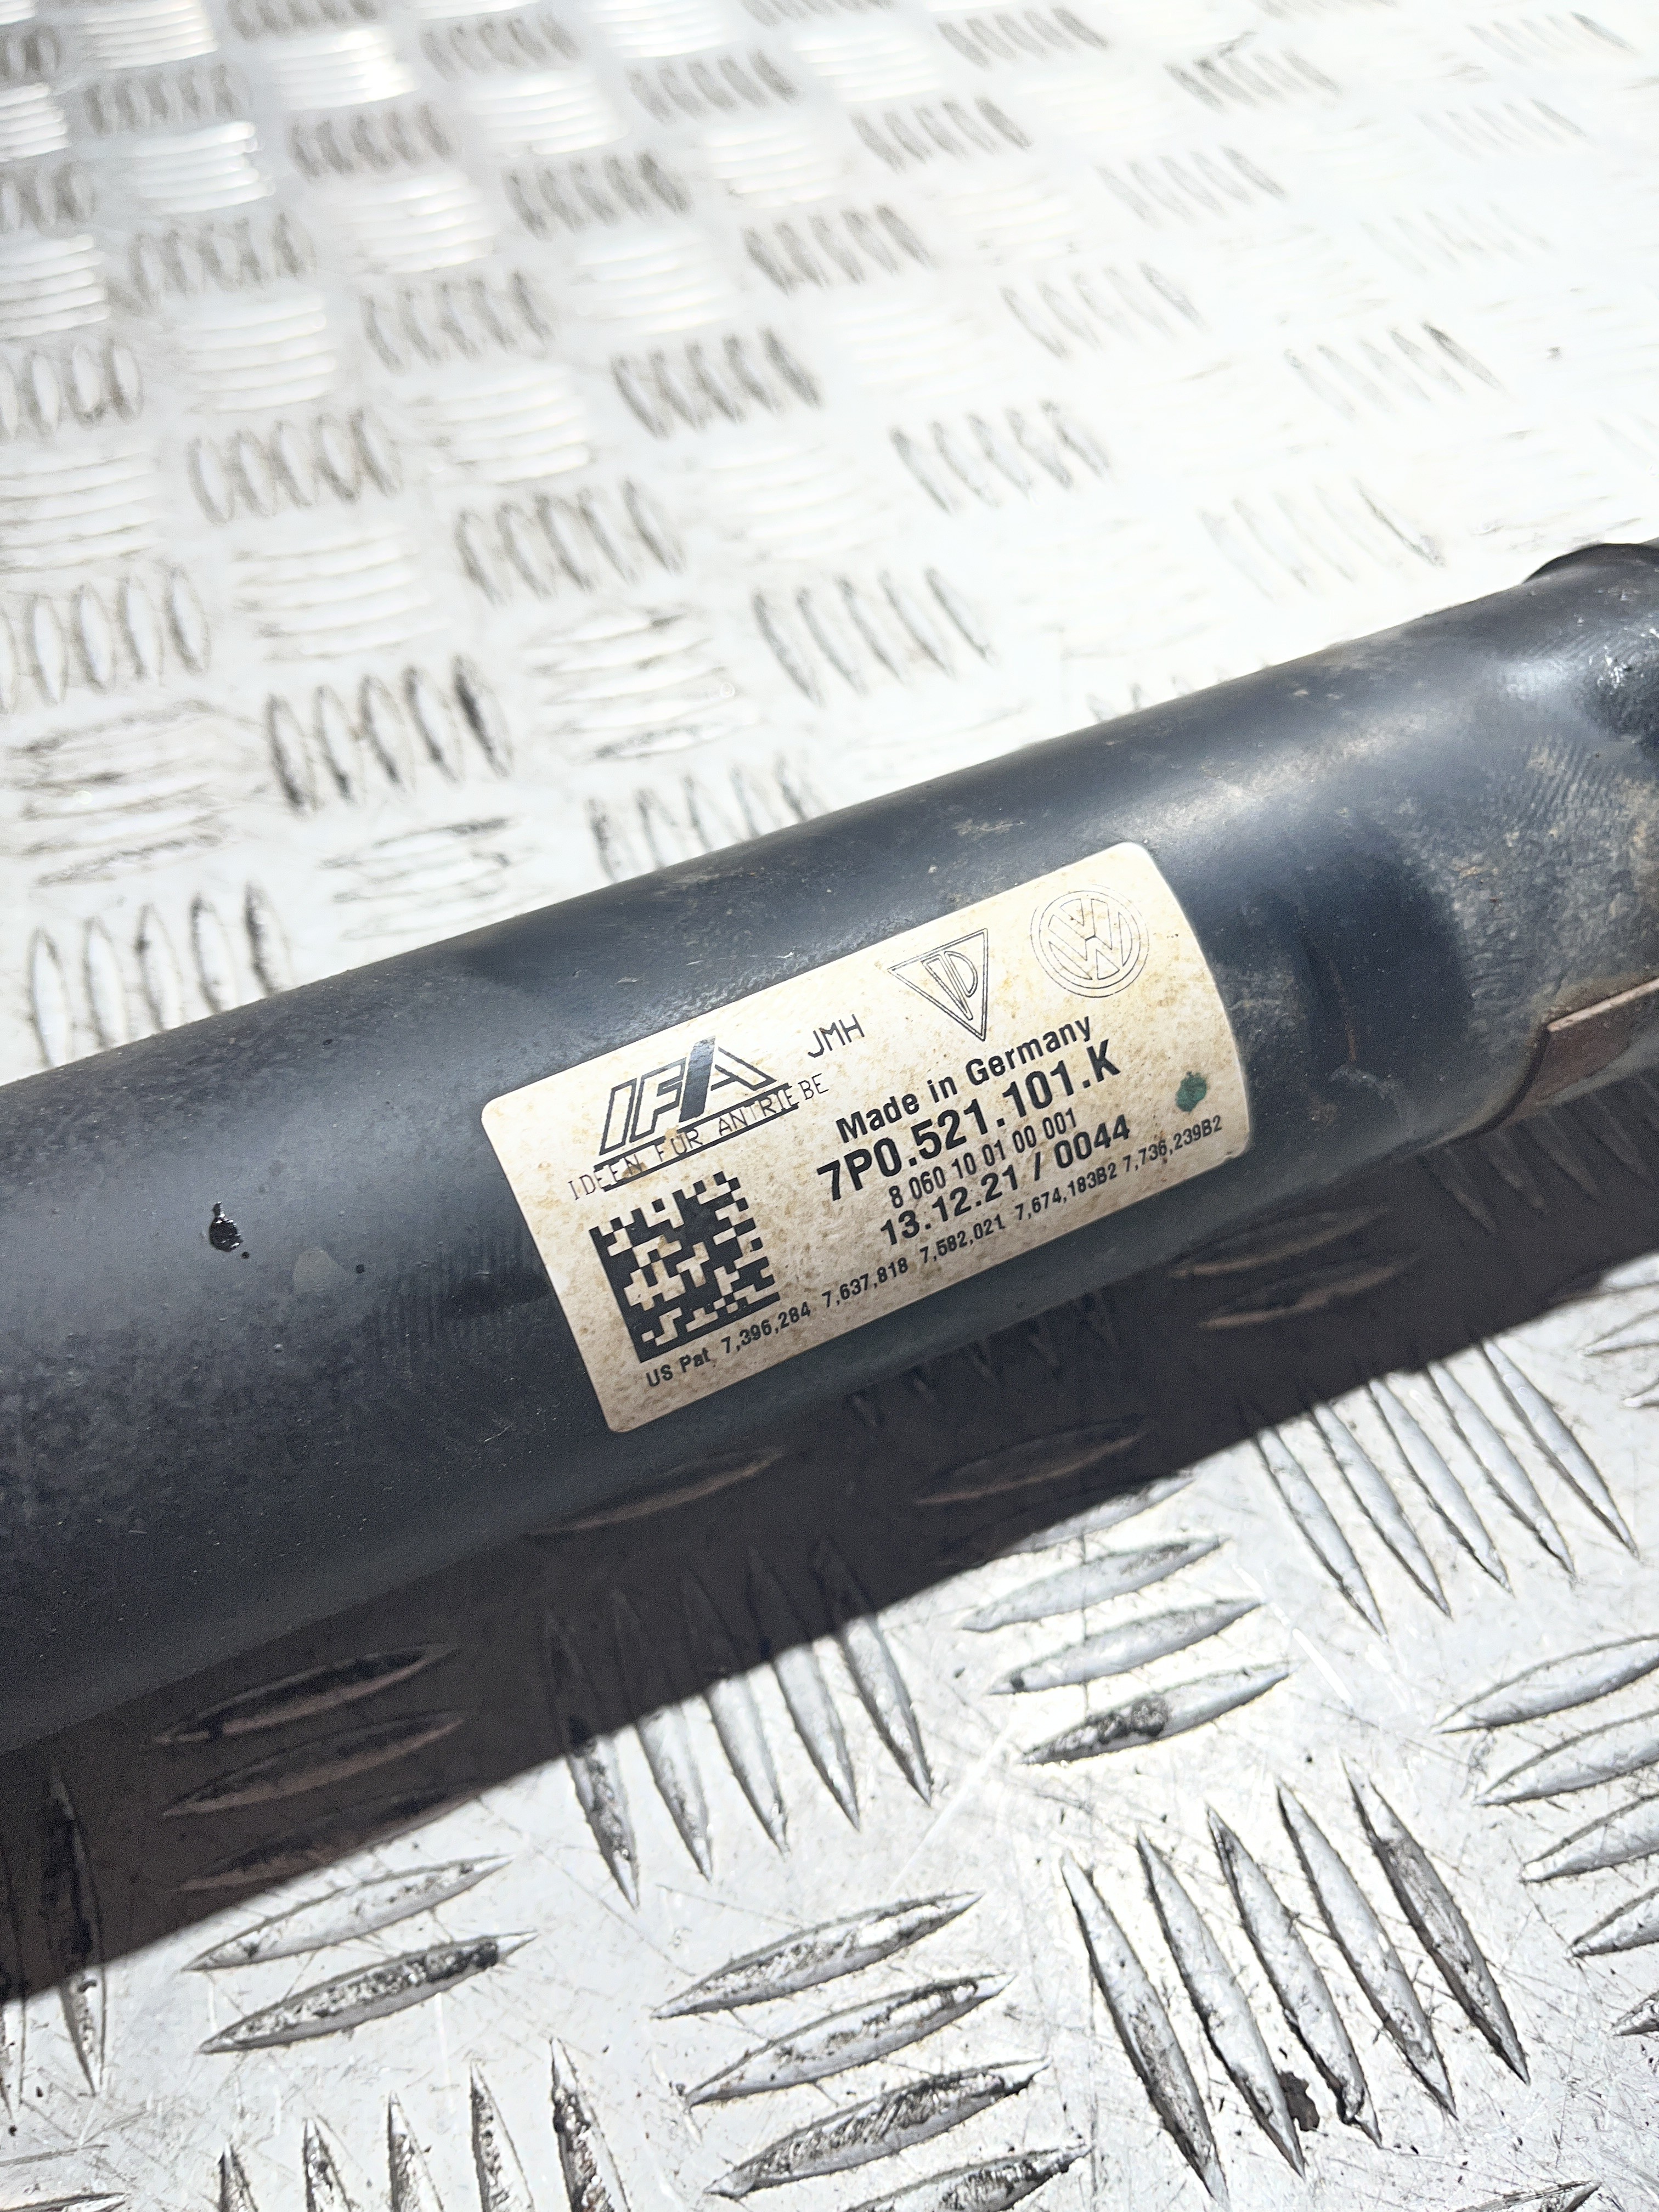 IFA
JMH
IDEEN FÜR ANTRIEBE
VW
Made in Germany
7P0.521.101.K
8 060 10 01 00 001
13.12.21 / 0044
US Pat 7,396,284 7,637,818 7,582,021 7,674,183B2 7,736,239B2